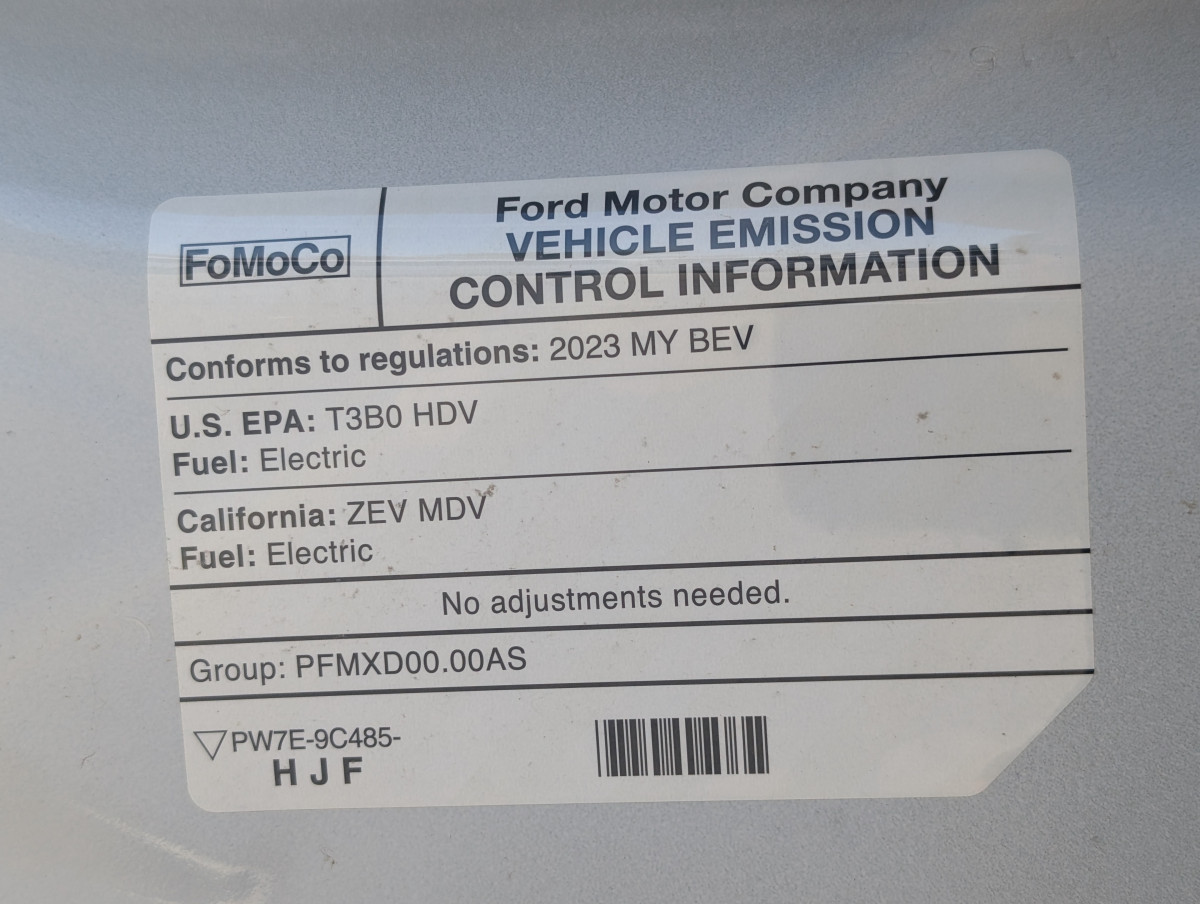 FoMoCo
Ford Motor Company
VEHICLE EMISSION
CONTROL INFORMATION
Conforms to regulations: 2023 MY BEV
U.S. EPA: T3B0 HDV
Fuel: Electric
California: ZEV MDV
Fuel: Electric
No adjustments needed.
Group: PFMXD00.00AS
PW7E-9C485-
H J F